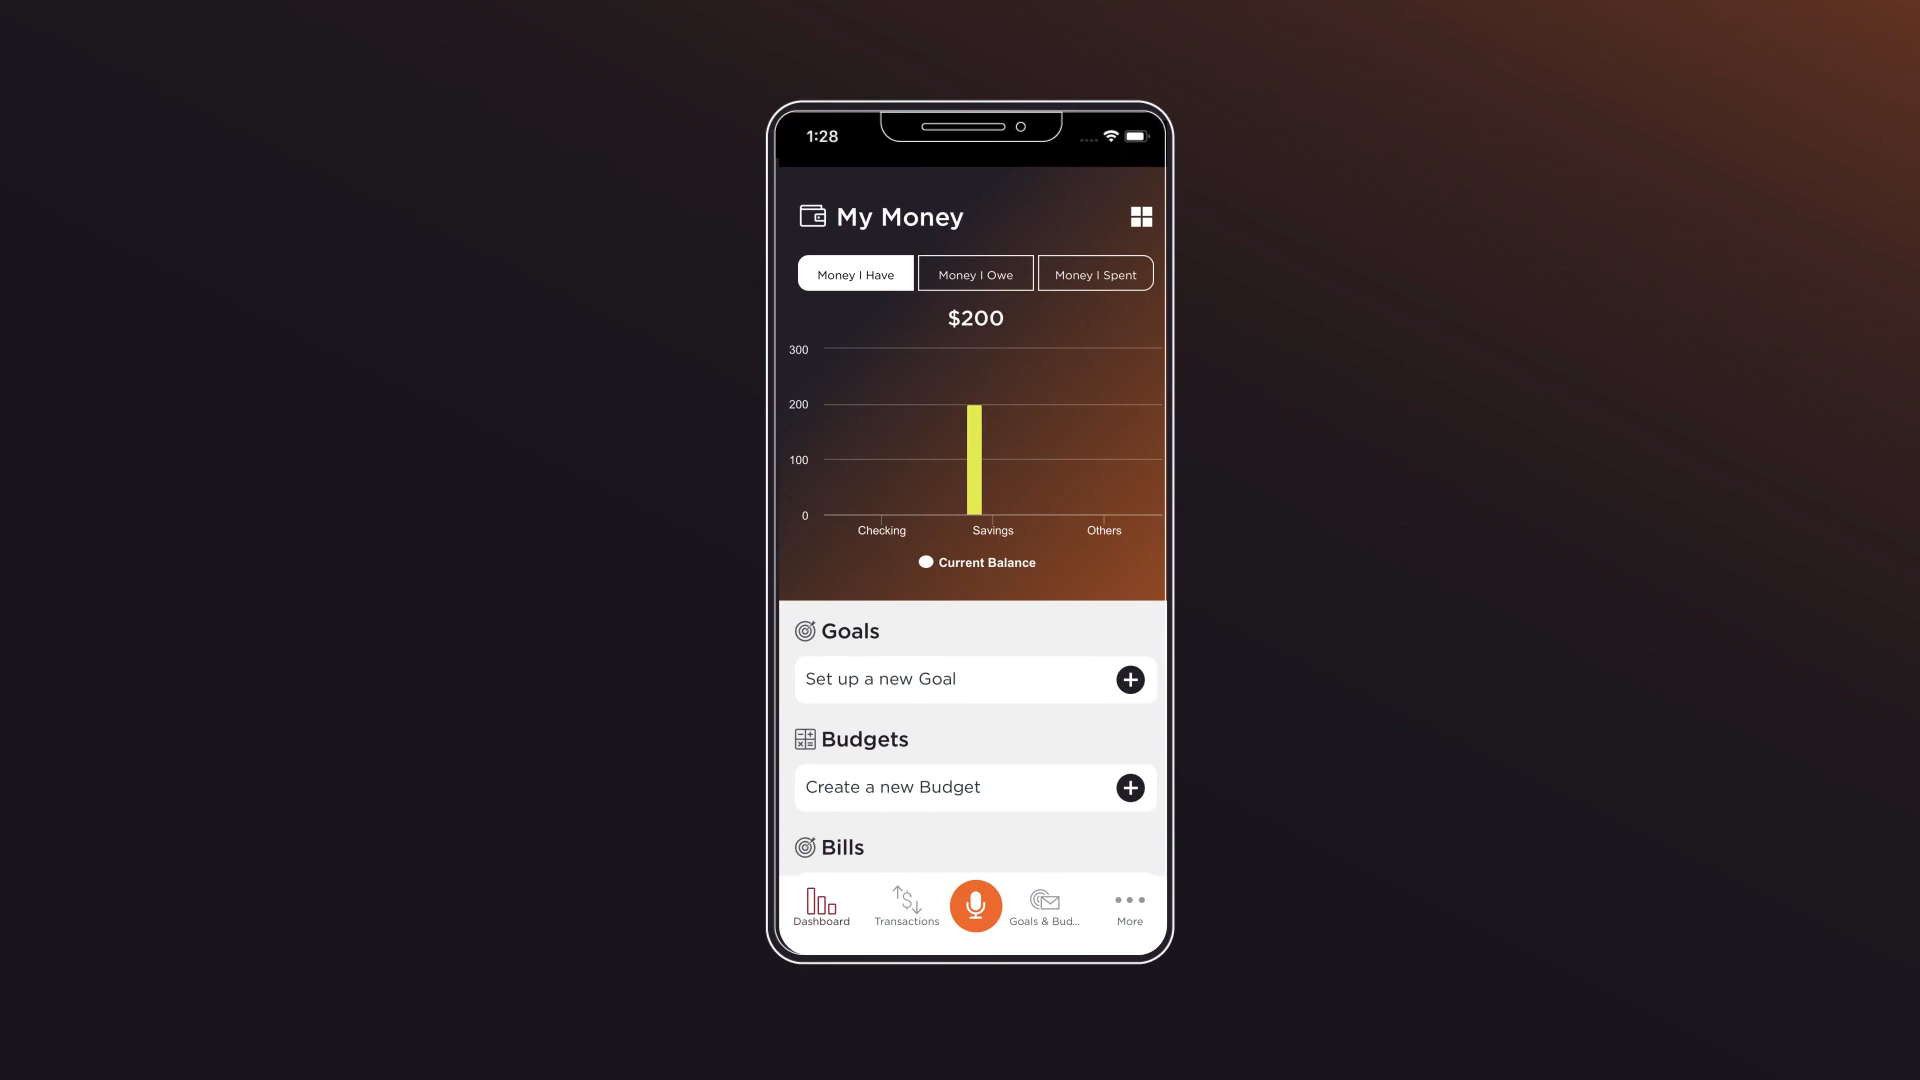 1:28
My Money
Money I Have
Money I Owe
Money I Spent
$200
300
200
100
0
Checking
Savings
Others
Current Balance
Goals
Set up a new Goal
Budgets
Create a new Budget
Bills
Dashboard
Transactions
Goals & Bud...
More